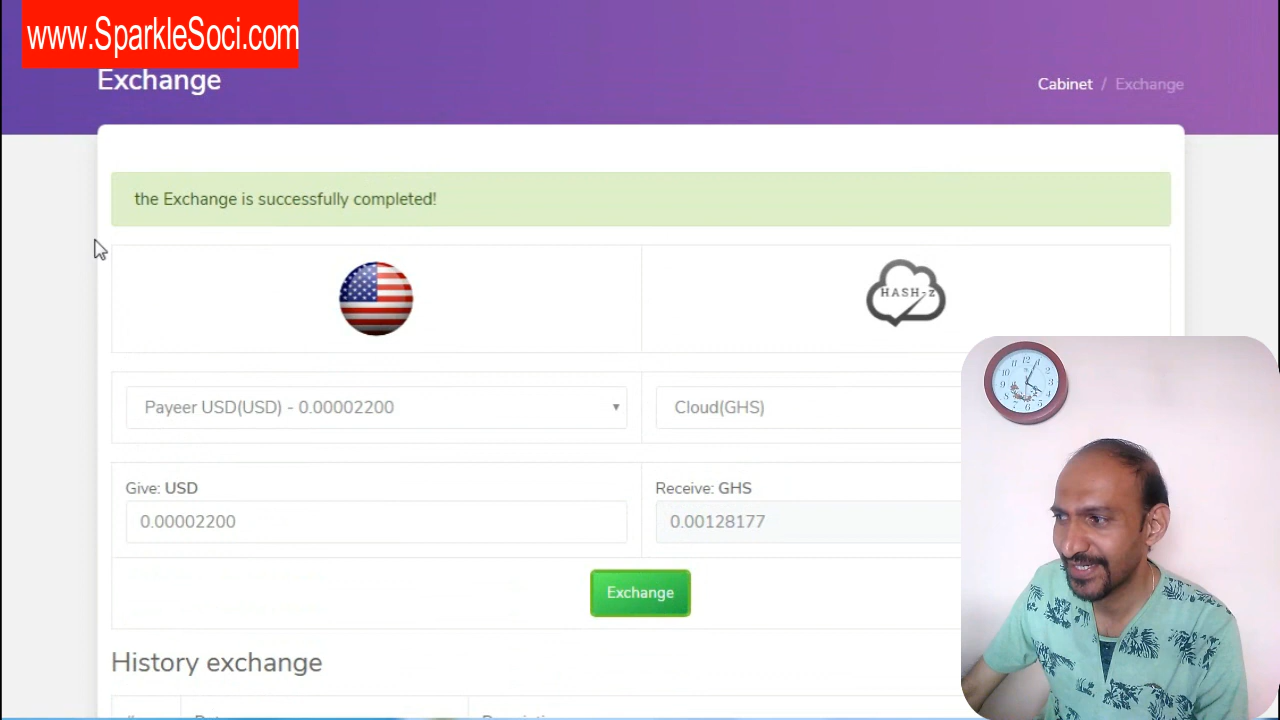 www.SparkleSoci.com
Exchange
Cabinet / Exchange
the Exchange is successfully completed!
HASH-Z
Payeer USD(USD) - 0.00002200
Cloud(GHS)
Give: USD
Receive: GHS
0.00002200
0.00128177
Exchange
History exchange